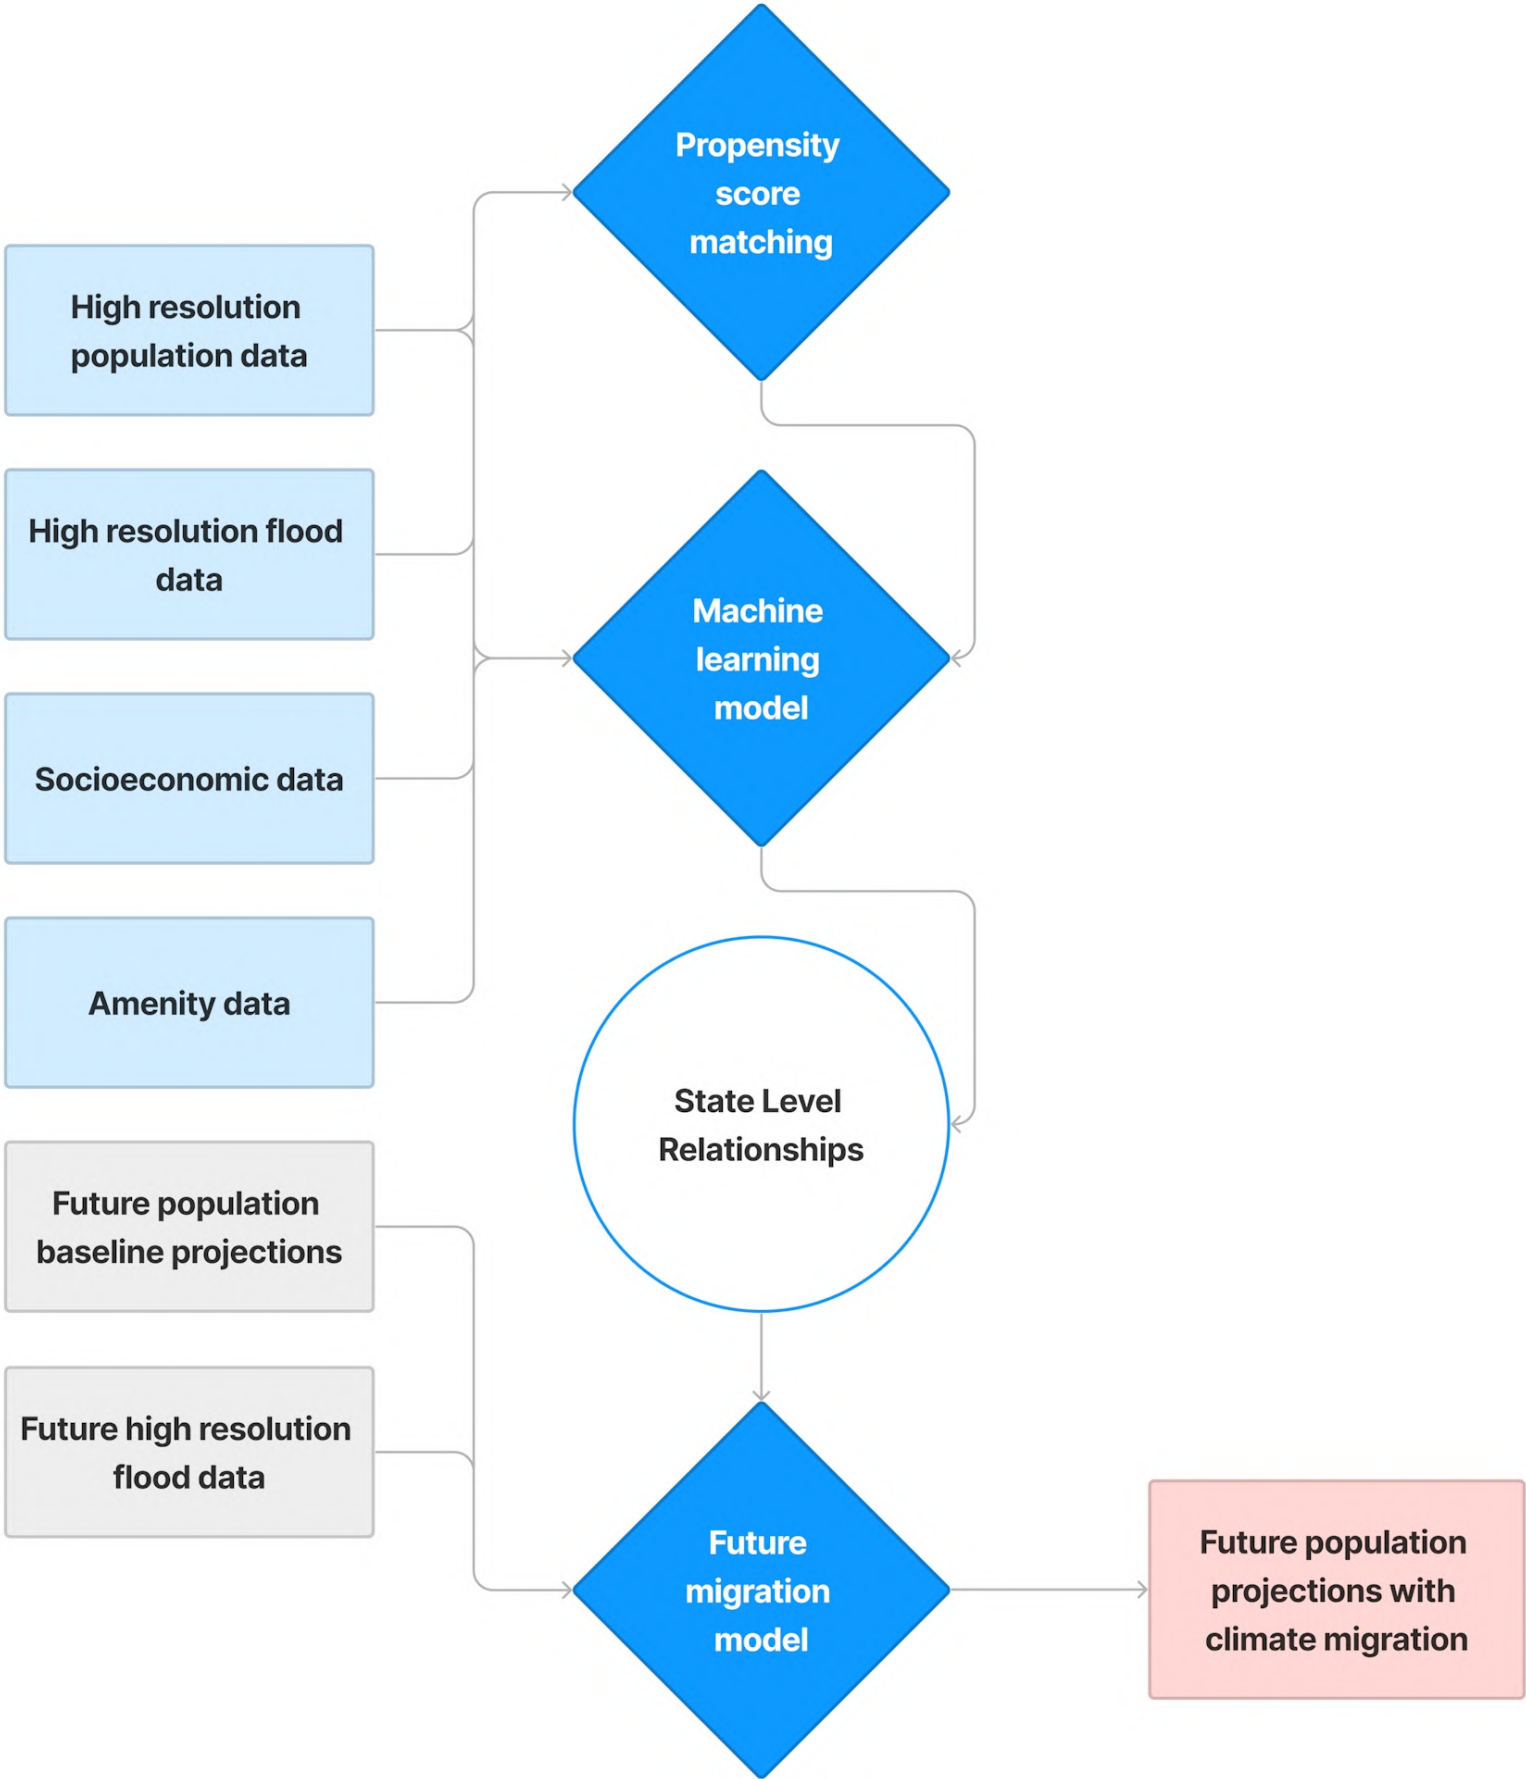 Propensity
score
matching
High resolution
population data
High resolution flood
data
Machine
learning
model
Socioeconomic data
Amenity data
State Level
Relationships
Future population
baseline projections
Future high resolution
flood data
Future
migration
model
Future population
projections with
climate migration